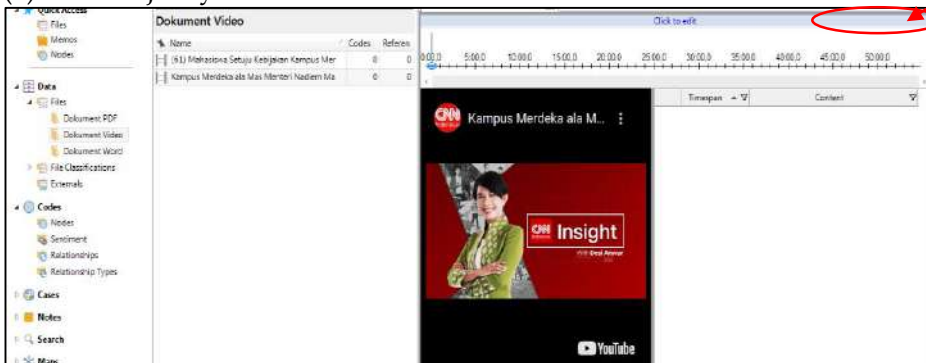 Quick Access
Files
Memos
Nodes
Data
Files
Dokument PDF
Dokument Video
Dokument Word
File Classifications
Externals
Codes
Nodes
Sentiment
Relationships
Relationship Types
Cases
Notes
Search
Maps
Dokument Video
Name Codes Referen
(61) Mahasiswa Setuju Kebijakan Kampus Mer 0 0
Kampus Merdeka ala Mas Menteri Nadiem Ma 0 0
Click to edit
0:00,0 5:00,0 10:00,0 15:00,0 20:00,0 25:00,0 30:00,0 35:00,0 40:00,0 45:00,0 50:00,0
Timespan Content
CNN Kampus Merdeka ala M...
CNN Insight
with Desi Anwar
YouTube